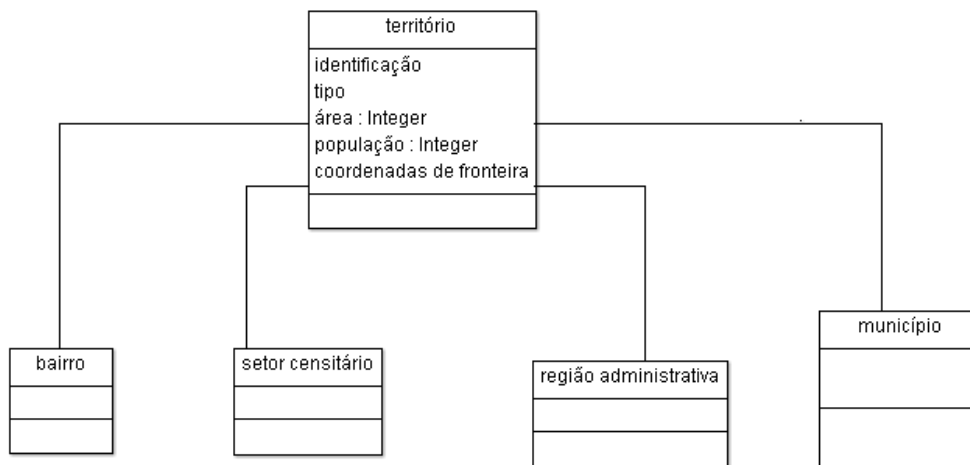 território
identificação
tipo
área : Integer
população : Integer
coordenadas de fronteira
bairro
setor censitário
região administrativa
município